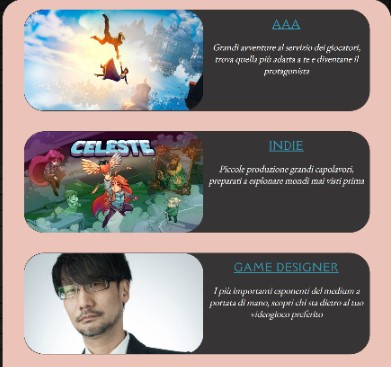 AAA
Grandi avventure al servizio dei giocatori,
trova quella più adatta a te e diventane il
protagonista
CELESTE
INDIE
Piccole produzione grandi capolavori,
preparati a esplorare mondi mai visti prima
GAME DESIGNER
I più importanti esponenti del medium a
portata di mano, scopri chi sta dietro al tuo
videogioco preferito